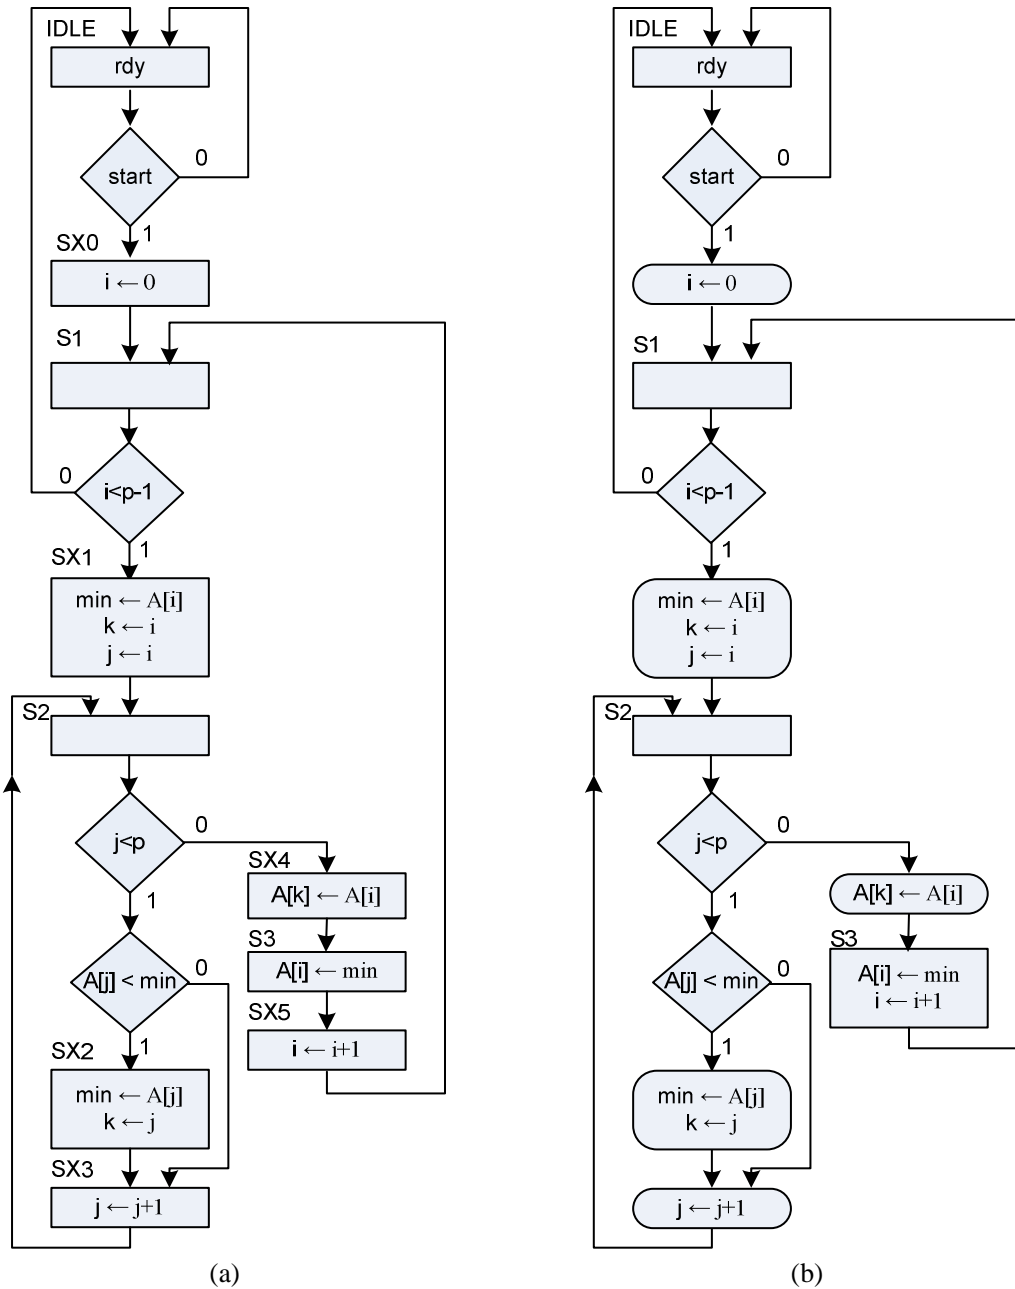 IDLE
rdy
start
0
1
SX0
i ← 0
S1
0
i<p-1
1
SX1
min ← A[i]
k ← i
j ← i
S2
j<p
0
1
SX4
A[k] ← A[i]
S3
A[i] ← min
SX5
i ← i+1
A[j] < min
0
1
SX2
min ← A[j]
k ← j
SX3
j ← j+1
(a)
IDLE
rdy
start
0
1
i ← 0
S1
0
i<p-1
1
min ← A[i]
k ← i
j ← i
S2
j<p
0
1
A[k] ← A[i]
S3
A[i] ← min
i ← i+1
A[j] < min
0
1
min ← A[j]
k ← j
j ← j+1
(b)